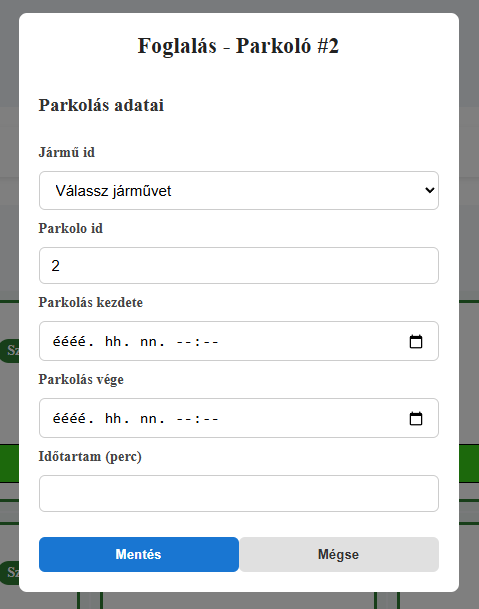 Foglalás - Parkoló #2
Parkolás adatai
Jármű id
Válassz járművet
Parkolo id
2
Parkolás kezdete
éééé. hh. nn. --:--
Parkolás vége
éééé. hh. nn. --:--
Időtartam (perc)
Mentés Mégse